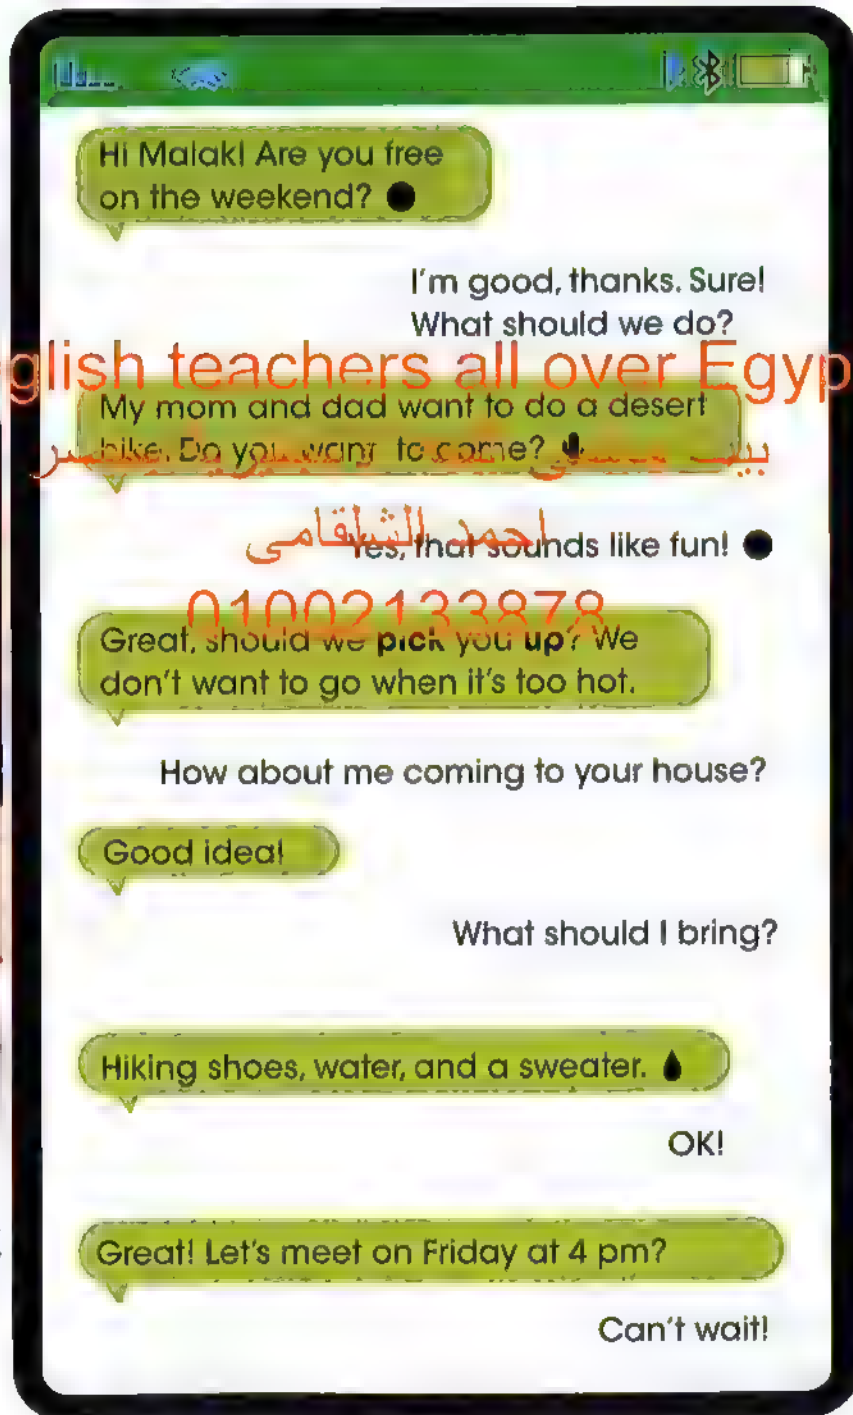 Hi Malak! Are you free
on the weekend?
I'm good, thanks. Sure!
What should we do?
glish teachers all over Egyp
My mom and dad want to do a desert
hike. Do you want to come?
احمد الشلقامى
Yes, that sounds like fun!
01002133878
Great, should we pick you up? We
don't want to go when it's too hot.
How about me coming to your house?
Good idea!
What should I bring?
Hiking shoes, water, and a sweater.
OK!
Great! Let's meet on Friday at 4 pm?
Can't wait!